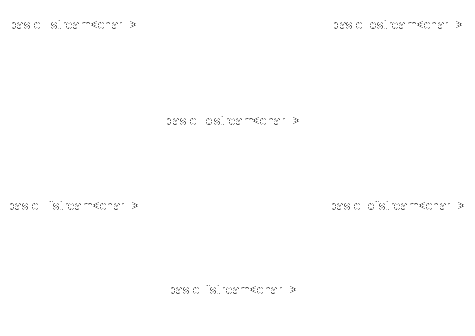 basic_istream<char...> basic_ostream<char...>
basic_iostream<char...>
basic_ifstream<char...> basic_ofstream<char...>
basic_fstream<char...>